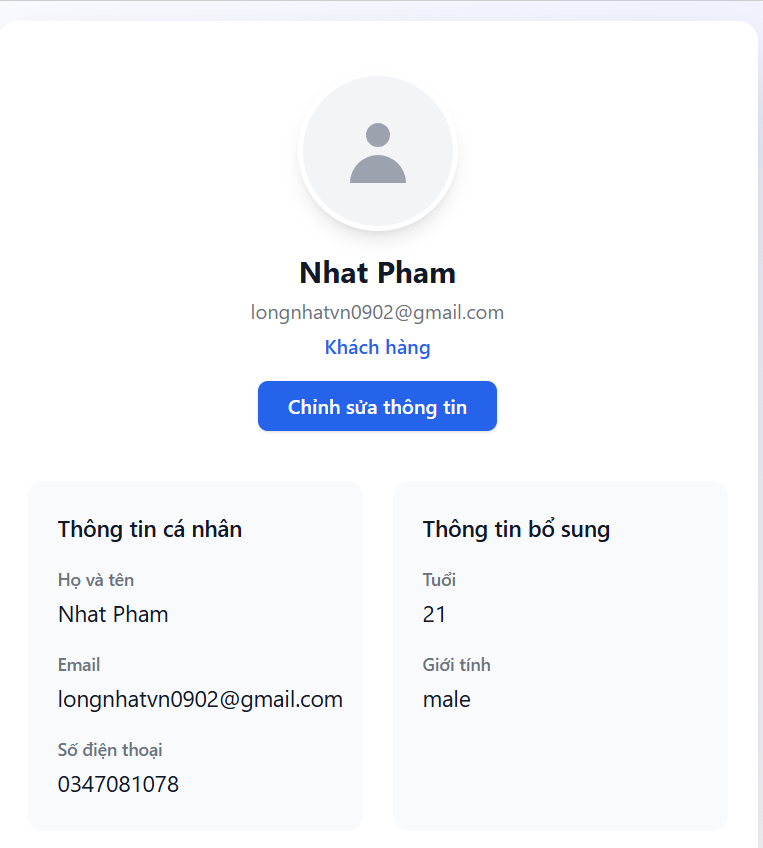 Nhat Pham
longnhatvn0902@gmail.com
Khách hàng
Chỉnh sửa thông tin
Thông tin cá nhân
Họ và tên
Nhat Pham
Email
longnhatvn0902@gmail.com
Số điện thoại
0347081078
Thông tin bổ sung
Tuổi
21
Giới tính
male